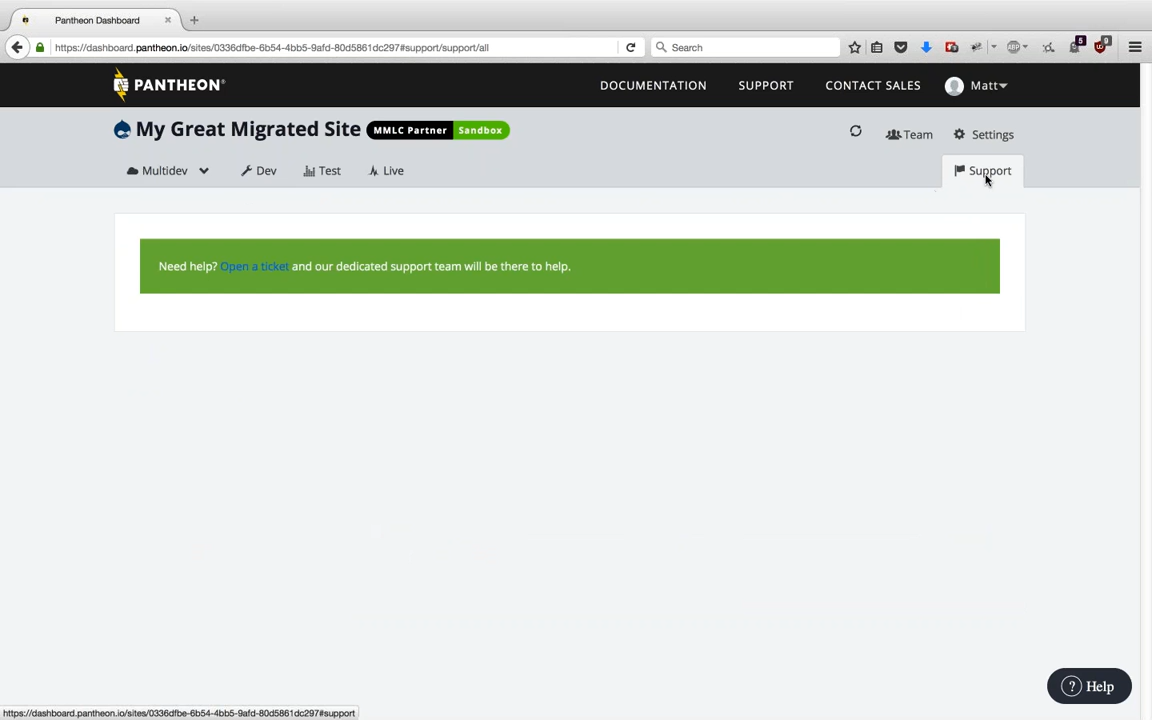 Pantheon Dashboard
https://dashboard.pantheon.io/sites/0336dfbe-6b54-4bb5-9afd-80d5861dc297#support/support/all
Search
ABP
5
9
PANTHEON®
DOCUMENTATION
SUPPORT
CONTACT SALES
Matt
My Great Migrated Site
MMLC Partner
Sandbox
Team
Settings
Multidev
Dev
Test
Live
Support
Need help? Open a ticket and our dedicated support team will be there to help.
? Help
https://dashboard.pantheon.io/sites/0336dfbe-6b54-4bb5-9afd-80d5861dc297#support